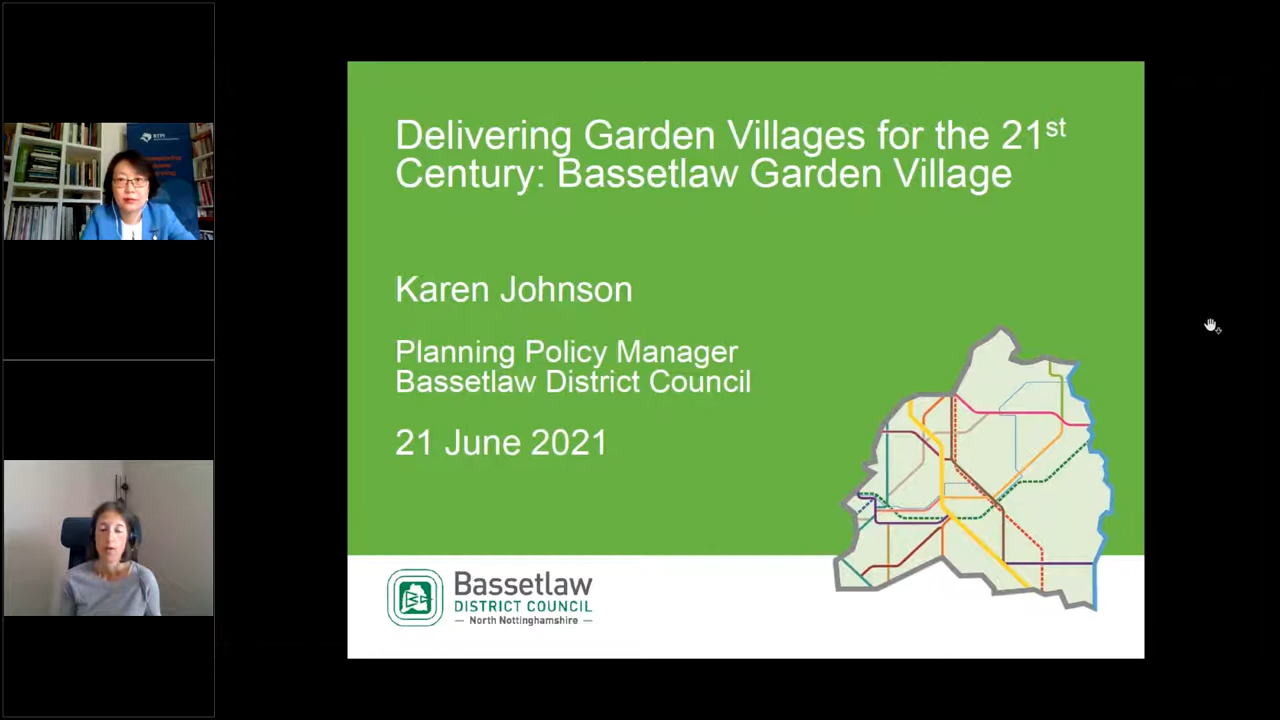 RTPI
Delivering Garden Villages for the 21st
Century: Bassetlaw Garden Village
Karen Johnson
Planning Policy Manager
Bassetlaw District Council
21 June 2021
Bassetlaw
DISTRICT COUNCIL
North Nottinghamshire